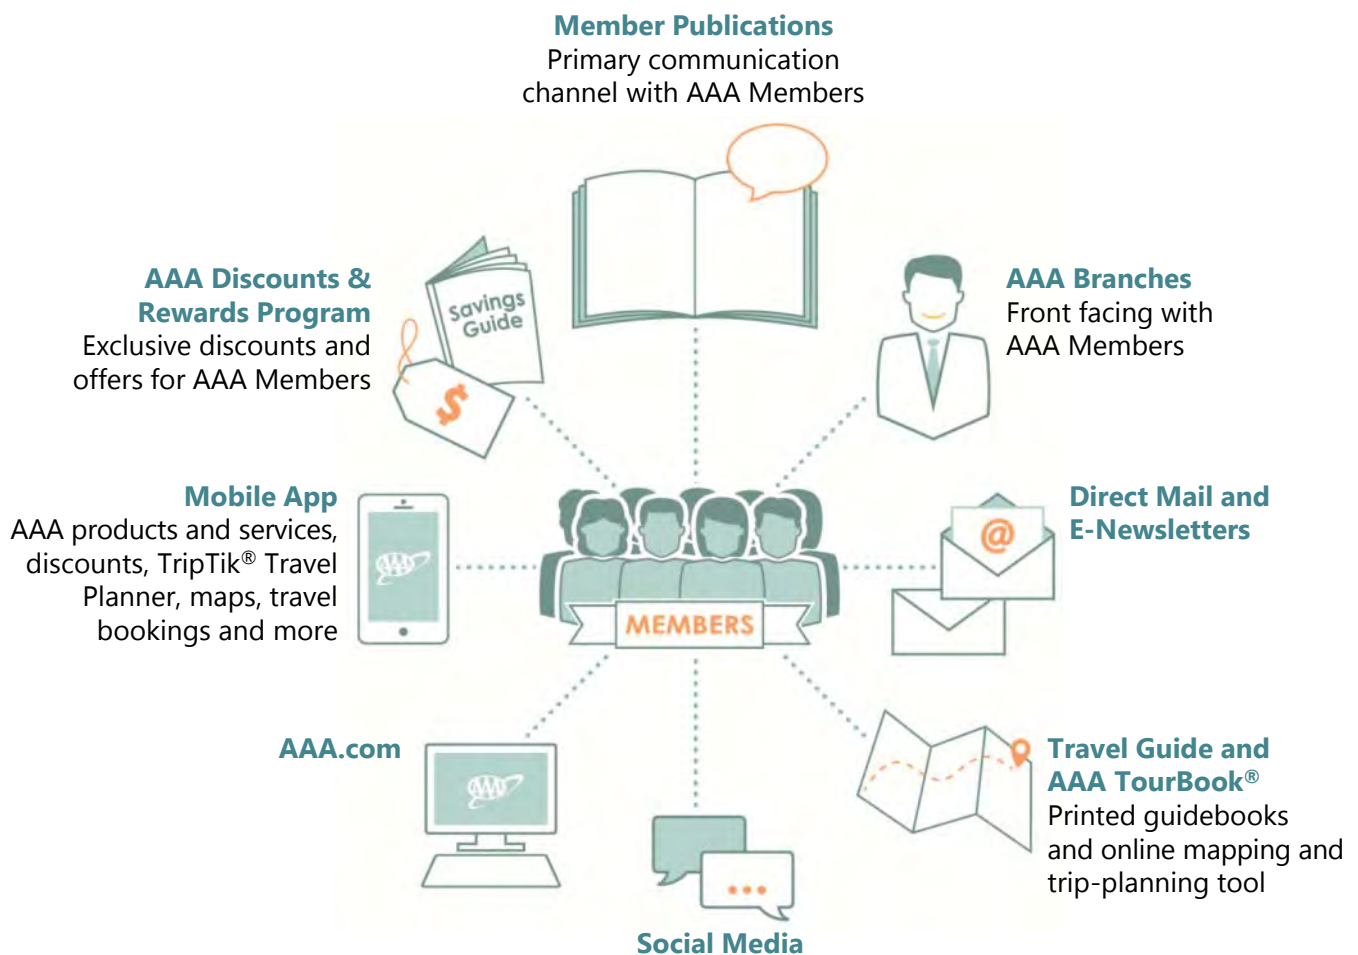 Member Publications
Primary communication
channel with AAA Members
AAA Discounts &
Rewards Program
Exclusive discounts and
offers for AAA Members
Savings
Guide
$
AAA Branches
Front facing with
AAA Members
Mobile App
AAA products and services,
discounts, TripTik® Travel
Planner, maps, travel
bookings and more
AAA
MEMBERS
@
Direct Mail and
E-Newsletters
AAA.com
AAA
Travel Guide and
AAA TourBook®
Printed guidebooks
and online mapping and
trip-planning tool
Social Media